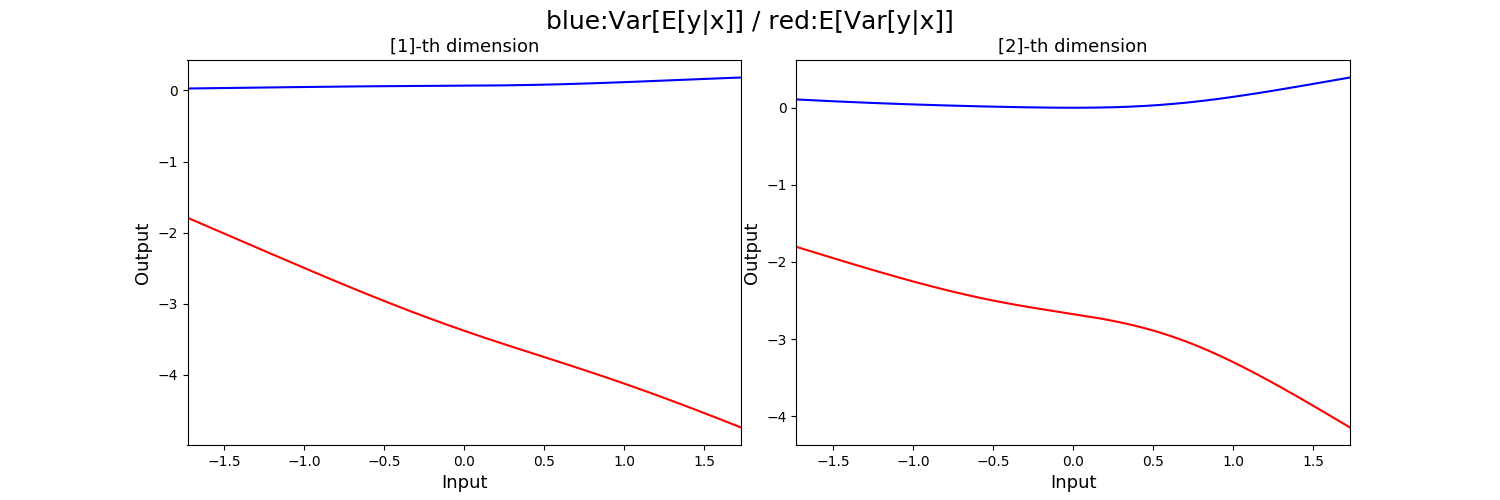 blue:Var[E[y|x]] / red:E[Var[y|x]]
[1]-th dimension
[2]-th dimension
Output
0
−1
−2
−3
−4
−1.5 −1.0 −0.5 0.0 0.5 1.0 1.5
Input
Output
0
−1
−2
−3
−4
−1.5 −1.0 −0.5 0.0 0.5 1.0 1.5
Input